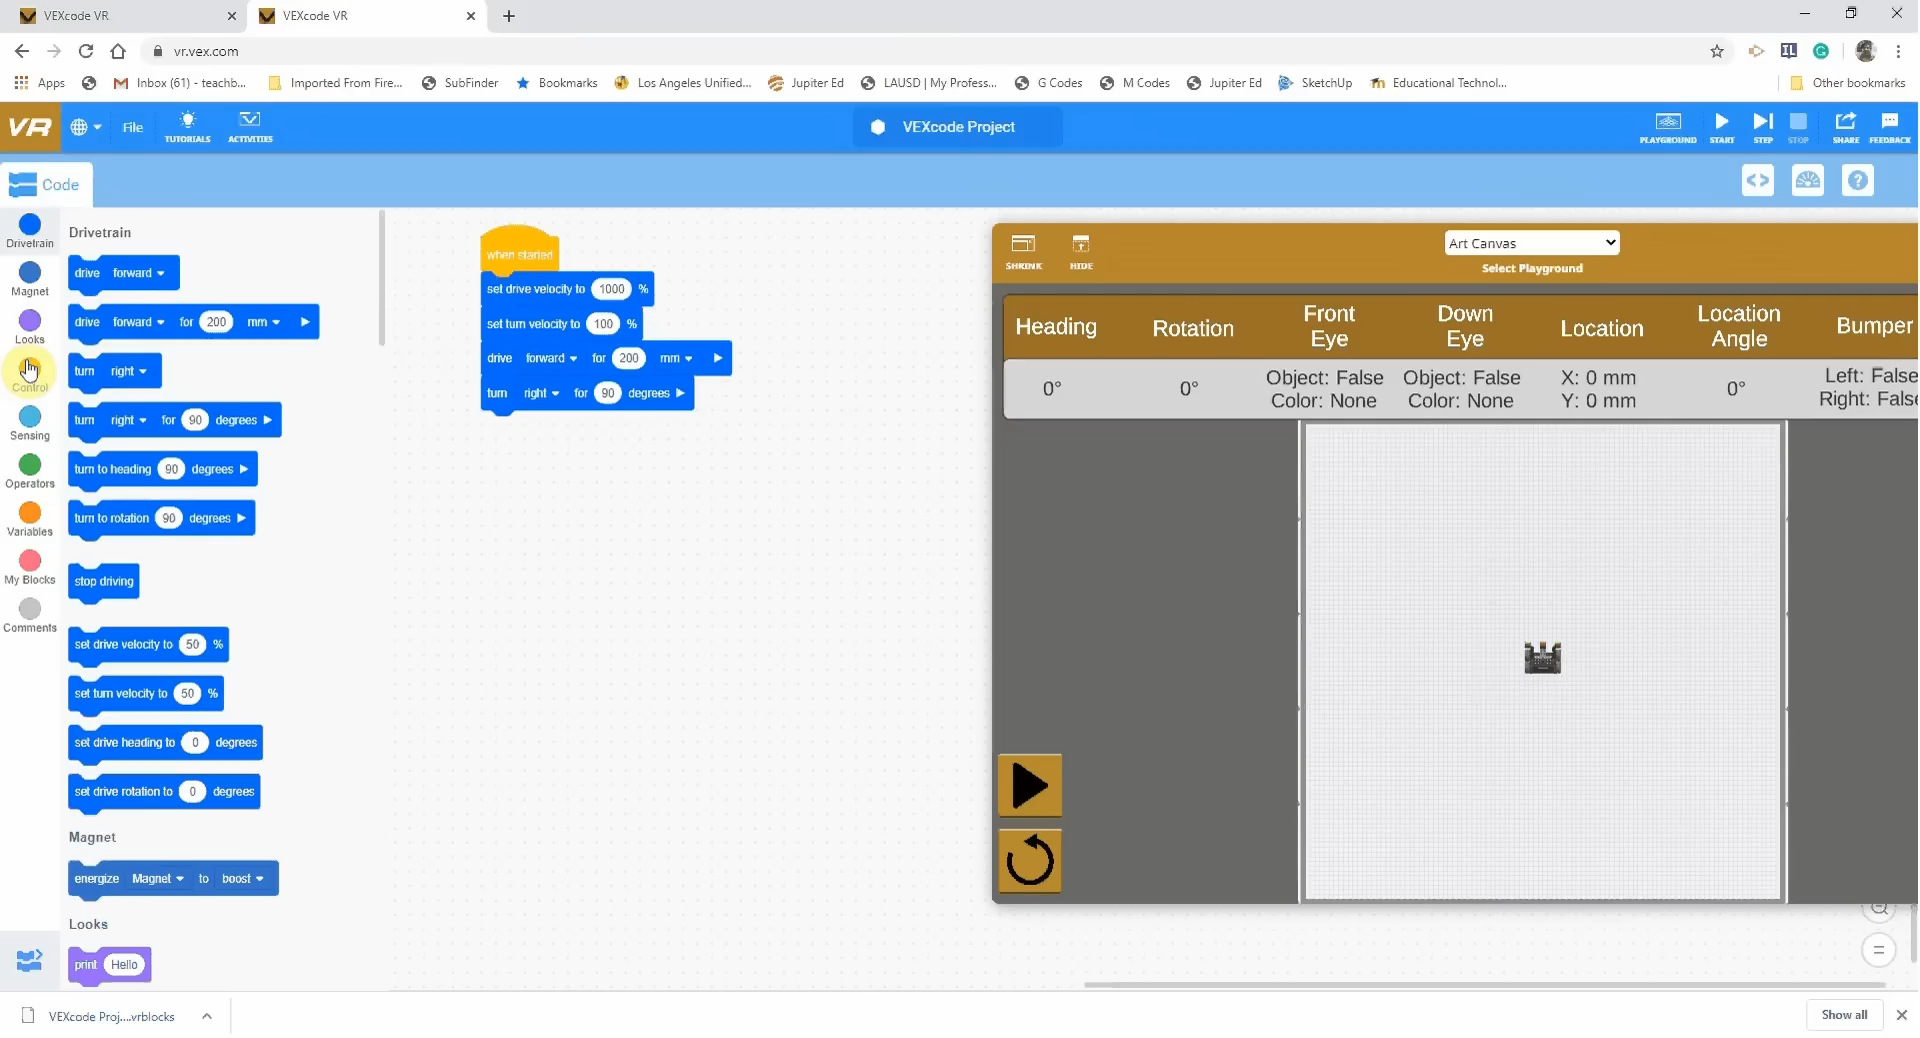 VEXcode VR
VEXcode VR
vr.vex.com
IL
Apps
Inbox (61) - teachb...
Imported From Fire...
SubFinder
Bookmarks
Los Angeles Unified...
Jupiter Ed
LAUSD | My Profess...
G Codes
M Codes
Jupiter Ed
SketchUp
Educational Technol...
Other bookmarks
VR
File
TUTORIALS
ACTIVITIES
VEXcode Project
PLAYGROUND
START
STEP
STOP
SHARE
FEEDBACK
Code
Drivetrain
Magnet
Looks
Control
Sensing
Operators
Variables
My Blocks
Comments
Drivetrain
drive forward
drive forward for 200 mm
turn right
turn right for 90 degrees
turn to heading 90 degrees
turn to rotation 90 degrees
stop driving
set drive velocity to 50 %
set turn velocity to 50 %
set drive heading to 0 degrees
set drive rotation to 0 degrees
Magnet
energize Magnet to boost
Looks
print Hello
when started
set drive velocity to 1000 %
set turn velocity to 100 %
drive forward for 200 mm
turn right for 90 degrees
SHRINK
HIDE
Art Canvas
Select Playground
Heading
Rotation
Front
Eye
Down
Eye
Location
Location
Angle
Bumper
0°
0°
Object: False
Color: None
Object: False
Color: None
X: 0 mm
Y: 0 mm
0°
Left: False
Right: False
VEXcode Proj....vrblocks
Show all